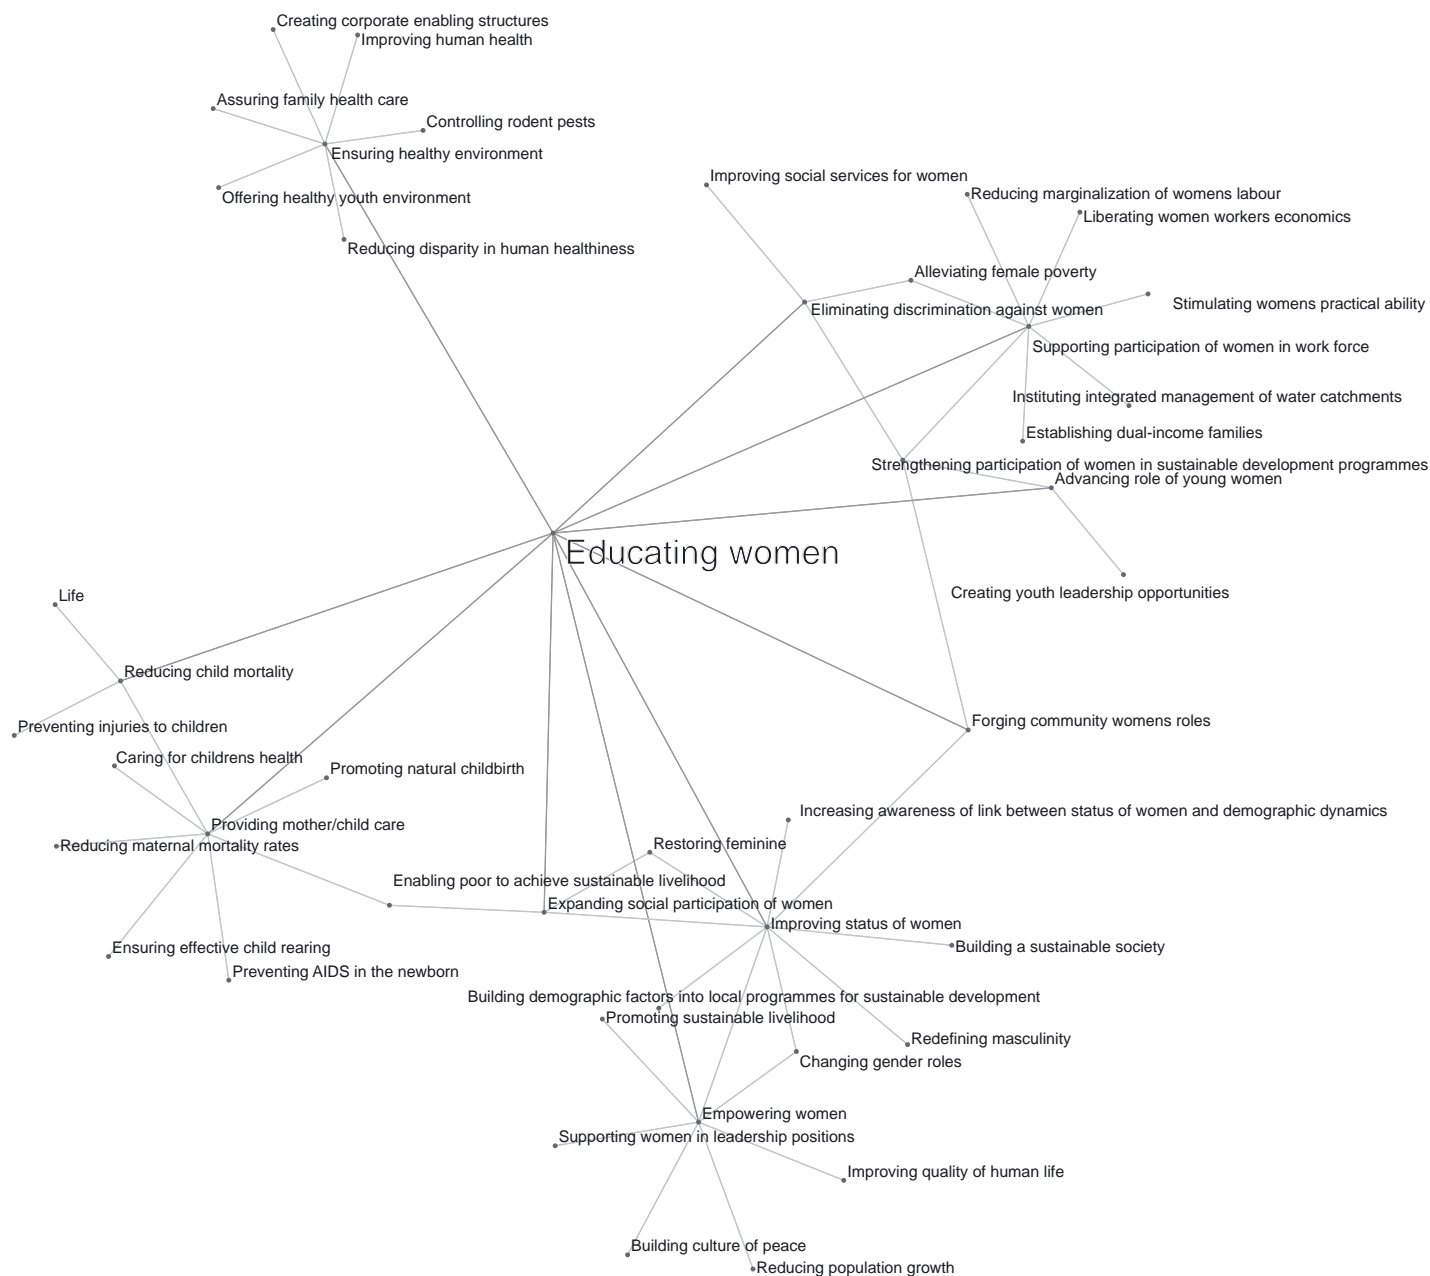 Creating corporate enabling structures
Improving human health
Assuring family health care
Controlling rodent pests
Ensuring healthy environment
Offering healthy youth environment
Reducing disparity in human healthiness
Improving social services for women
Reducing marginalization of womens labour
Liberating women workers economics
Alleviating female poverty
Eliminating discrimination against women
Stimulating womens practical ability
Supporting participation of women in work force
Instituting integrated management of water catchments
Establishing dual-income families
Strengthening participation of women in sustainable development programmes
Advancing role of young women
Educating women
Creating youth leadership opportunities
Life
Reducing child mortality
Preventing injuries to children
Forging community womens roles
Caring for childrens health
Promoting natural childbirth
Increasing awareness of link between status of women and demographic dynamics
Providing mother/child care
Reducing maternal mortality rates
Restoring feminine
Enabling poor to achieve sustainable livelihood
Expanding social participation of women
Improving status of women
Building a sustainable society
Ensuring effective child rearing
Preventing AIDS in the newborn
Building demographic factors into local programmes for sustainable development
Promoting sustainable livelihood
Redefining masculinity
Changing gender roles
Empowering women
Supporting women in leadership positions
Improving quality of human life
Building culture of peace
Reducing population growth